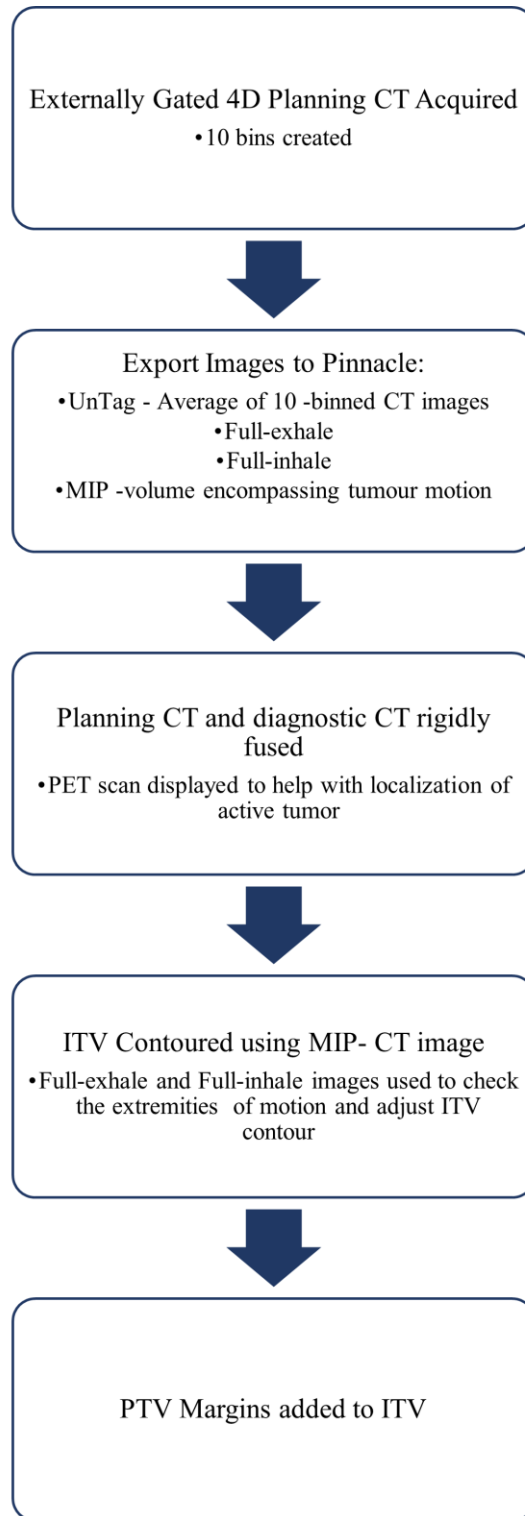 Externally Gated 4D Planning CT Acquired
•10 bins created
Export Images to Pinnacle:
•UnTag - Average of 10 -binned CT images
•Full-exhale
•Full-inhale
•MIP -volume encompassing tumour motion
Planning CT and diagnostic CT rigidly
fused
•PET scan displayed to help with localization of
active tumor
ITV Contoured using MIP- CT image
•Full-exhale and Full-inhale images used to check
the extremities of motion and adjust ITV
contour
PTV Margins added to ITV